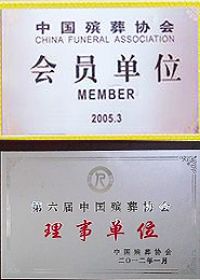 中国殡葬协会
CHINA FUNERAL ASSOCIATION
会员单位
MEMBER
2005.3
第六届中国殡葬协会
理事单位
中国殡葬协会
二〇一二年一月